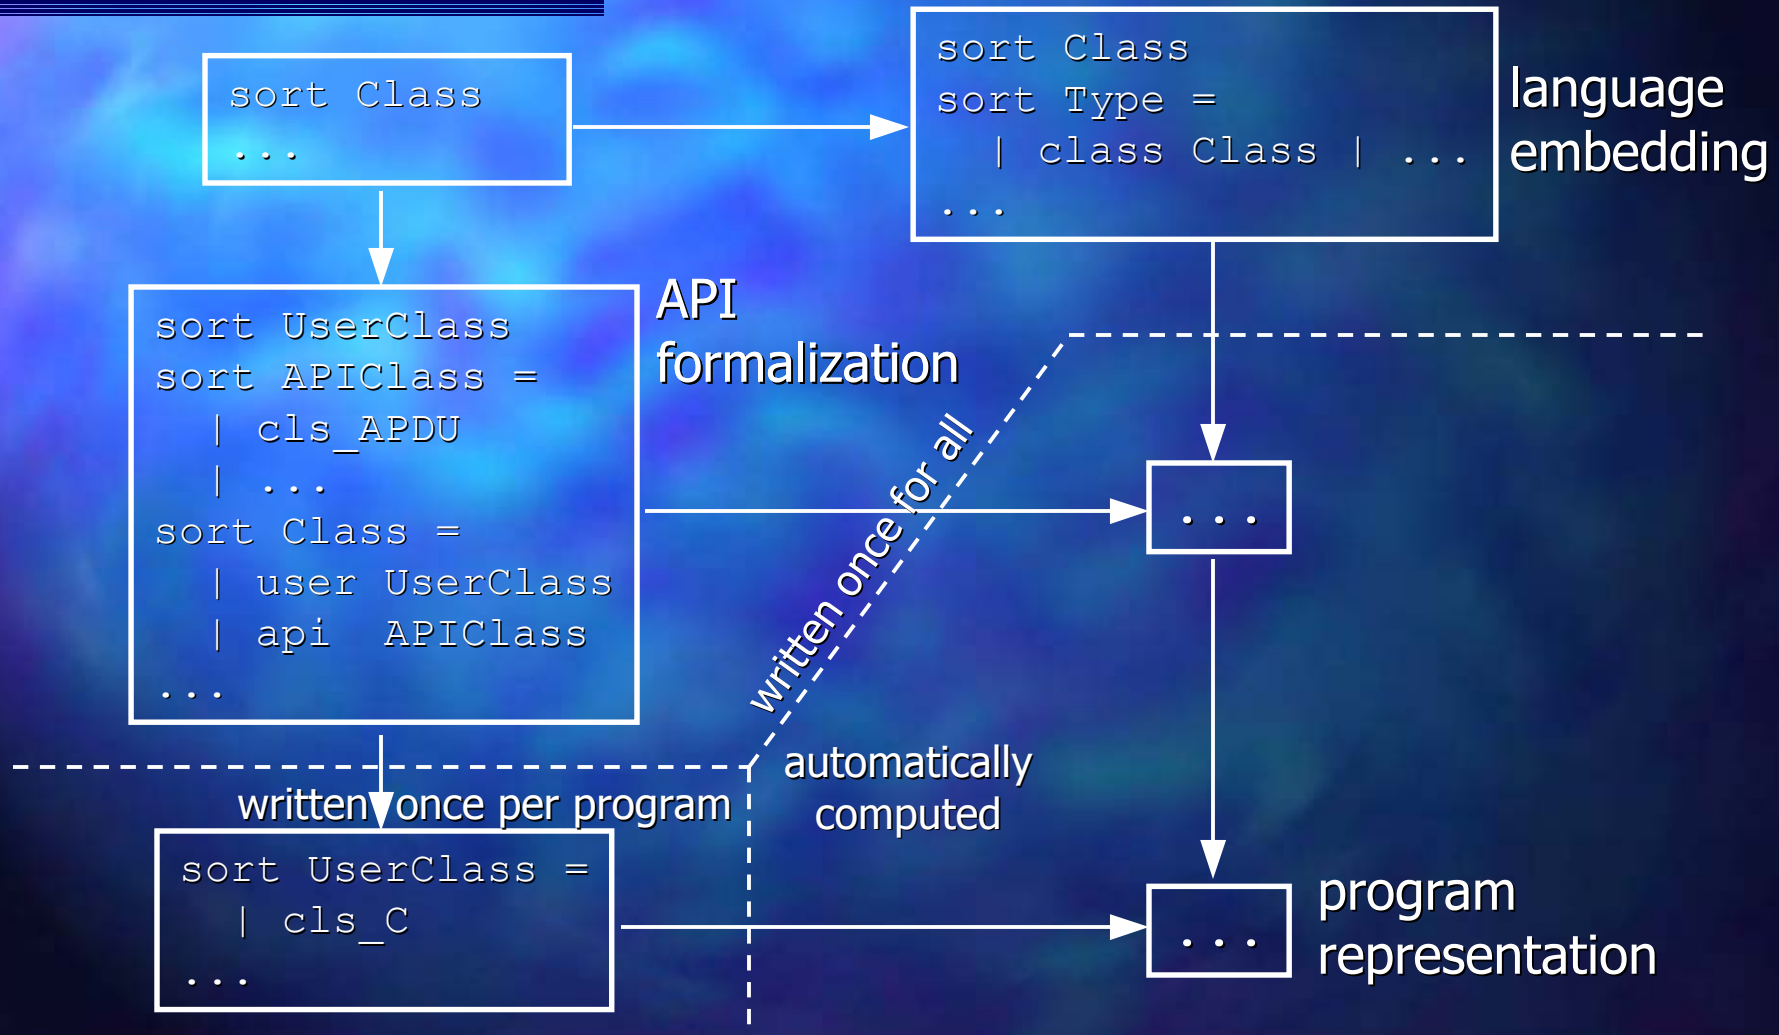 sort Class
...
sort Class
sort Type =
| class Class | ...
...
language
embedding
sort UserClass
sort APIClass =
| cls_APDU
| ...
sort Class =
| user UserClass
| api APIClass
...
API
formalization
written once for all
...
automatically
computed
written once per program
sort UserClass =
| cls_C
...
...
program
representation